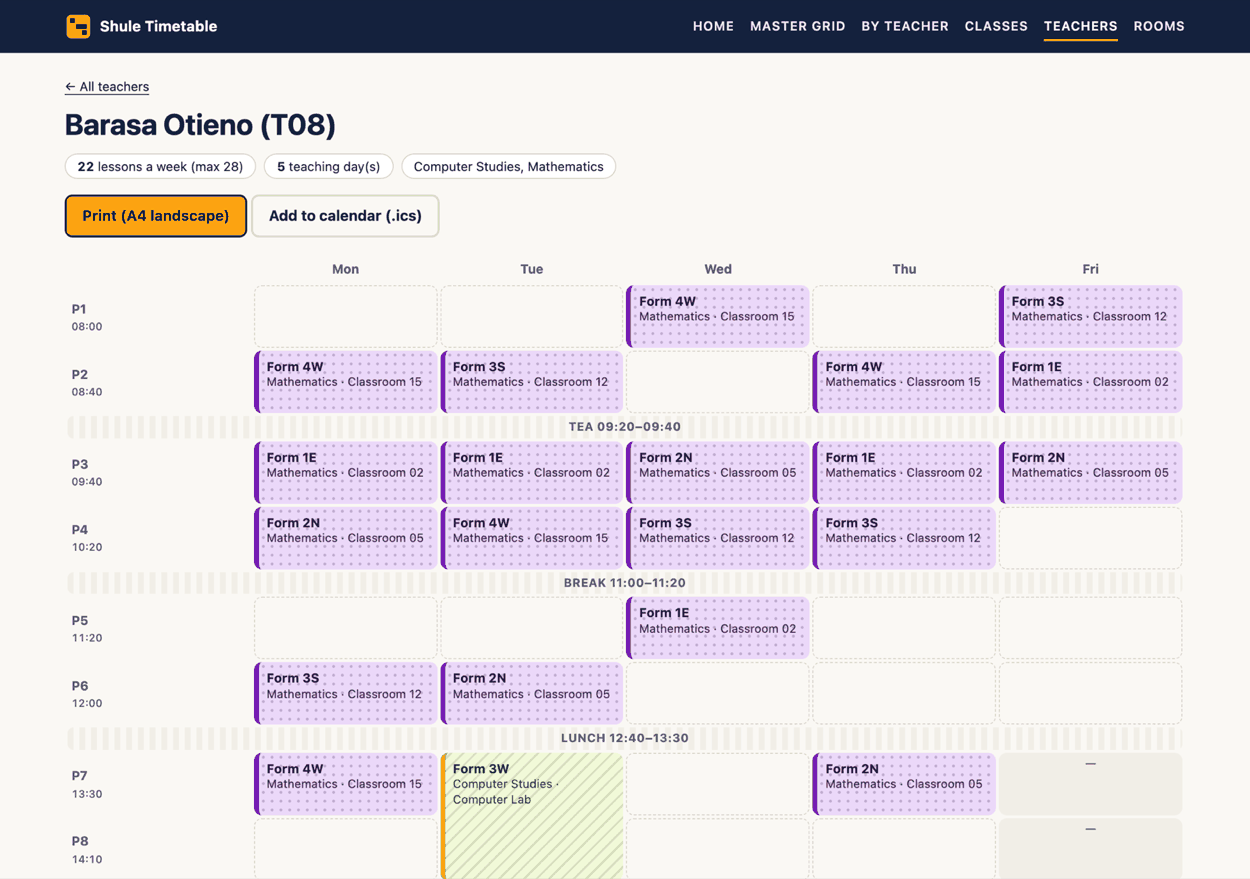 Shule Timetable
HOME MASTER GRID BY TEACHER CLASSES TEACHERS ROOMS
← All teachers
Barasa Otieno (T08)
22 lessons a week (max 28) 5 teaching day(s) Computer Studies, Mathematics
Print (A4 landscape) Add to calendar (.ics)
Mon Tue Wed Thu Fri
P1
08:00
Form 4W
Mathematics · Classroom 15
Form 3S
Mathematics · Classroom 12
P2
08:40
Form 4W
Mathematics · Classroom 15
Form 3S
Mathematics · Classroom 12
Form 4W
Mathematics · Classroom 15
Form 1E
Mathematics · Classroom 02
TEA 09:20–09:40
P3
09:40
Form 1E
Mathematics · Classroom 02
Form 1E
Mathematics · Classroom 02
Form 2N
Mathematics · Classroom 05
Form 1E
Mathematics · Classroom 02
Form 2N
Mathematics · Classroom 05
P4
10:20
Form 2N
Mathematics · Classroom 05
Form 4W
Mathematics · Classroom 15
Form 3S
Mathematics · Classroom 12
Form 3S
Mathematics · Classroom 12
BREAK 11:00–11:20
P5
11:20
Form 1E
Mathematics · Classroom 02
P6
12:00
Form 3S
Mathematics · Classroom 12
Form 2N
Mathematics · Classroom 05
LUNCH 12:40–13:30
P7
13:30
Form 4W
Mathematics · Classroom 15
Form 3W
Computer Studies ·
Computer Lab
Form 2N
Mathematics · Classroom 05
—
P8
14:10
—